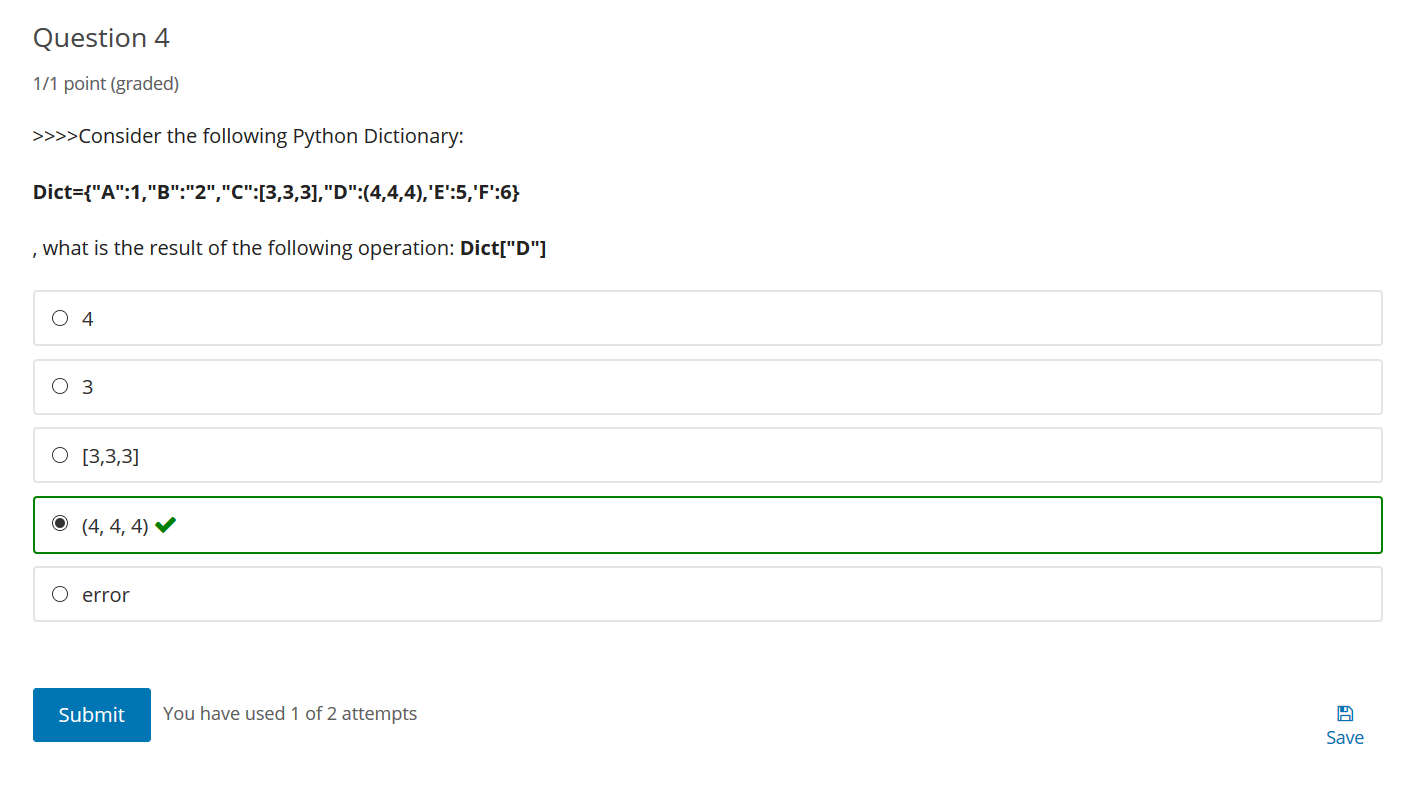 Question 4
1/1 point (graded)
>>>>Consider the following Python Dictionary:
Dict={"A":1,"B":"2","C":[3,3,3],"D":(4,4,4),'E':5,'F':6}
, what is the result of the following operation: Dict["D"]
4
3
[3,3,3]
(4, 4, 4)
error
Submit
You have used 1 of 2 attempts
Save